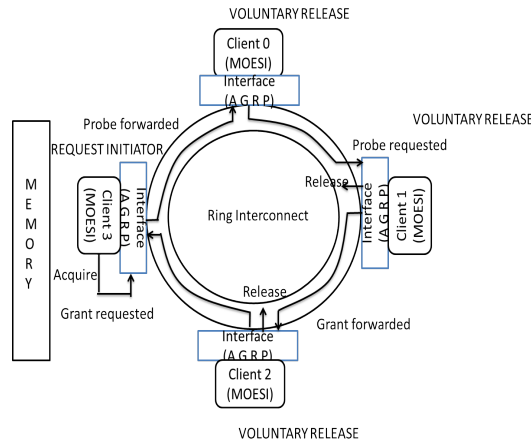 VOLUNTARY RELEASE
Client 0
(MOESI)
Interface
(A G R P)
Probe forwarded
VOLUNTARY RELEASE
Probe requested
REQUEST INITIATOR
Release
M
E
M
O
R
Y
Client 3
(MOESI)
Interface
(A G R P)
Ring Interconnect
Interface
(A G R P)
Client 1
(MOESI)
Acquire
Release
Grant requested
Grant forwarded
Interface
(A G R P)
Client 2
(MOESI)
VOLUNTARY RELEASE